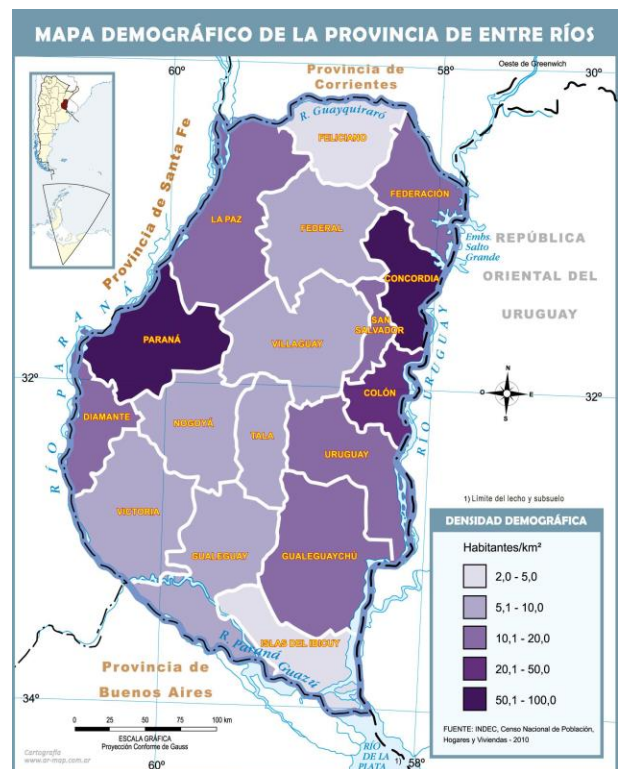 MAPA DEMOGRÁFICO DE LA PROVINCIA DE ENTRE RÍOS
60°
Provincia de
Corrientes
58°
Oeste de Greenwich
30°
R. Guayquiraró
FELICIANO
Provincia de Santa Fe
FEDERACIÓN
LA PAZ
FEDERAL
Emb.
Salto
Grande
REPÚBLICA
ORIENTAL DEL
URUGUAY
CONCORDIA
RÍO PARANÁ
PARANÁ
SAN
SALVADOR
VILLAGUAY
RÍO URUGUAY
32°
COLÓN
N
O
E
S
32°
DIAMANTE
NOGOYÁ
TALA
URUGUAY
1) Límite del lecho y subsuelo
VICTORIA
GUALEGUAY
GUALEGUAYCHÚ
DENSIDAD DEMOGRÁFICA
Habitantes/km²
2,0 - 5,0
5,1 - 10,0
10,1 - 20,0
20,1 - 50,0
50,1 - 100,0
FUENTE: INDEC, Censo Nacional de Población,
Hogares y Viviendas - 2010
R. Paraná Guazú
ISLAS DEL IBICUY
Provincia de
Buenos Aires
34°
34°
0 25 50 75 100 km
ESCALA GRÁFICA
Proyección Conforme de Gauss
Cartografía
www.ar-map.com.ar
60°
RÍO
DE LA
PLATA
1)
58°